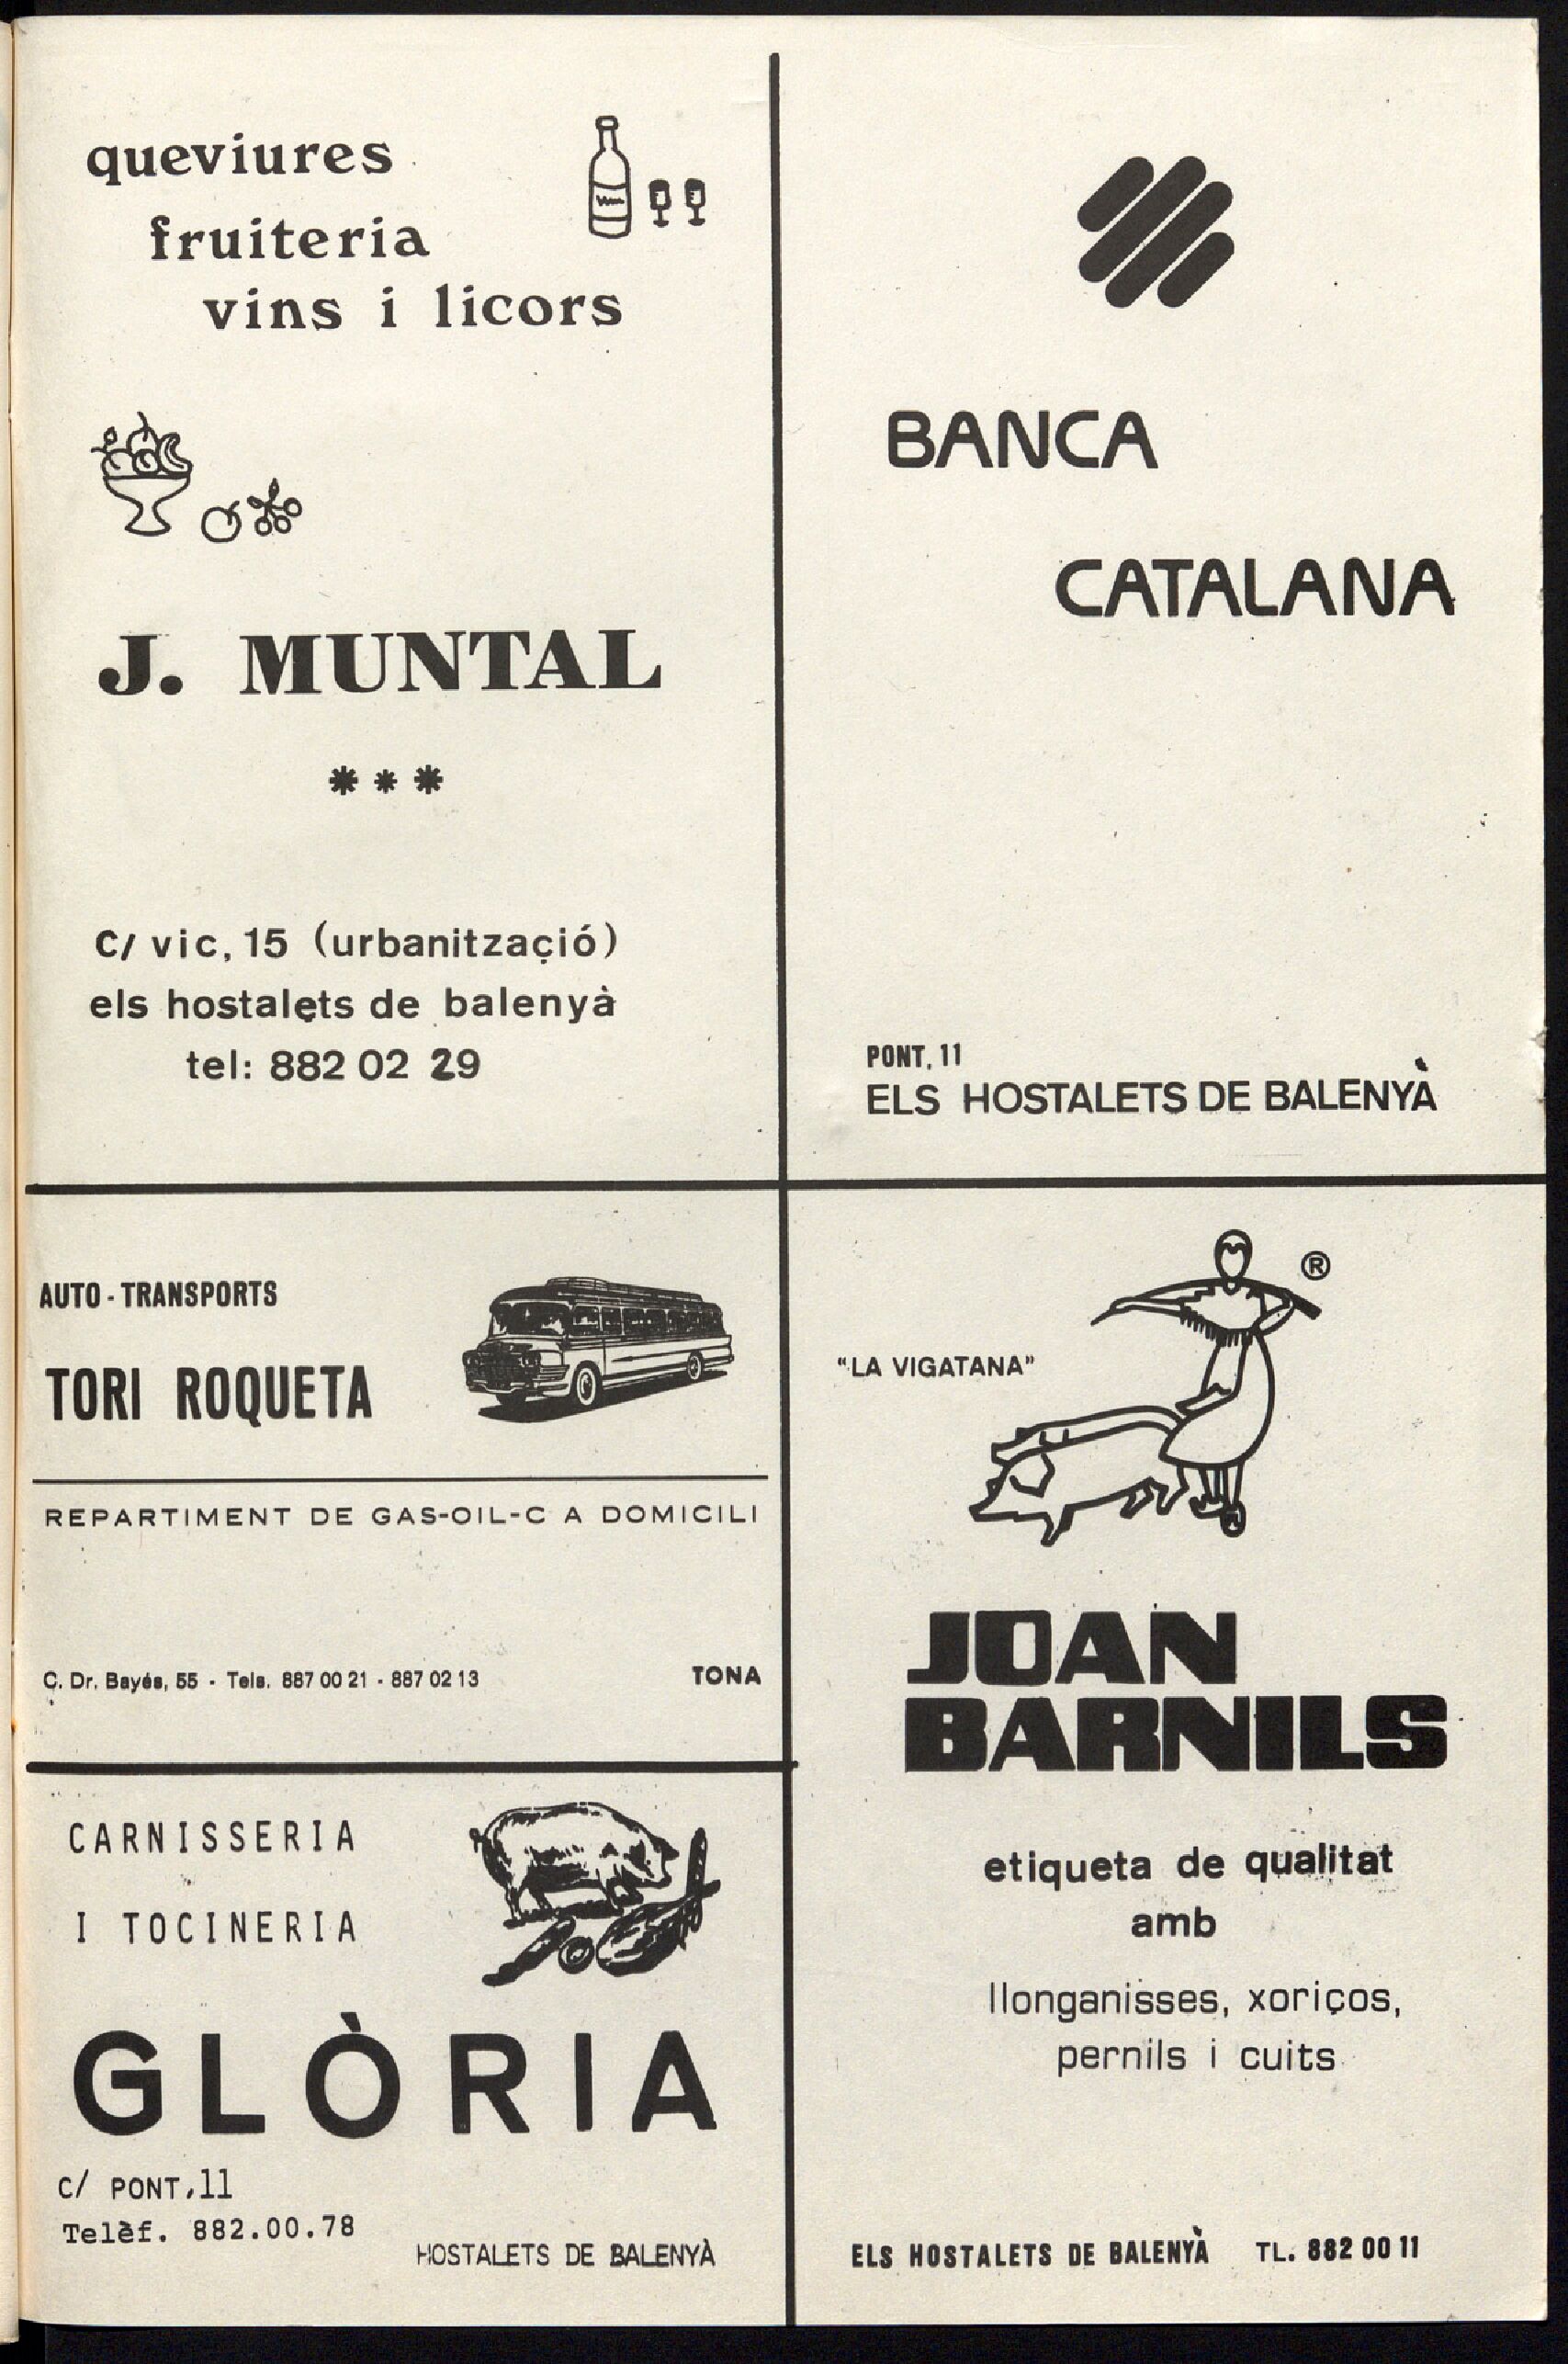 queviures
fruiteria
vins i licors
J. MUNTAL
***
C/ vic, 15 (urbanització)
els hostalets de balenyà
tel: 882 02 29
BANCA
CATALANA
PONT, 11
ELS HOSTALETS DE BALENYÀ
AUTO-TRANSPORTS
TORI ROQUETA
REPARTIMENT DE GAS-OIL-C A DOMICILI
C. Dr. Bayés, 55 - Tels. 887 00 21 - 887 02 13 TONA
CARNISSERIA
I TOCINERIA
GLÒRIA
C/ PONT, 11
Telèf. 882.00.78
HOSTALETS DE BALENYÀ
®
"LA VIGATANA"
JOAN
BARNILS
etiqueta de qualitat
amb
llonganisses, xoriços,
pernils i cuits
ELS HOSTALETS DE BALENYÀ TL. 882 00 11